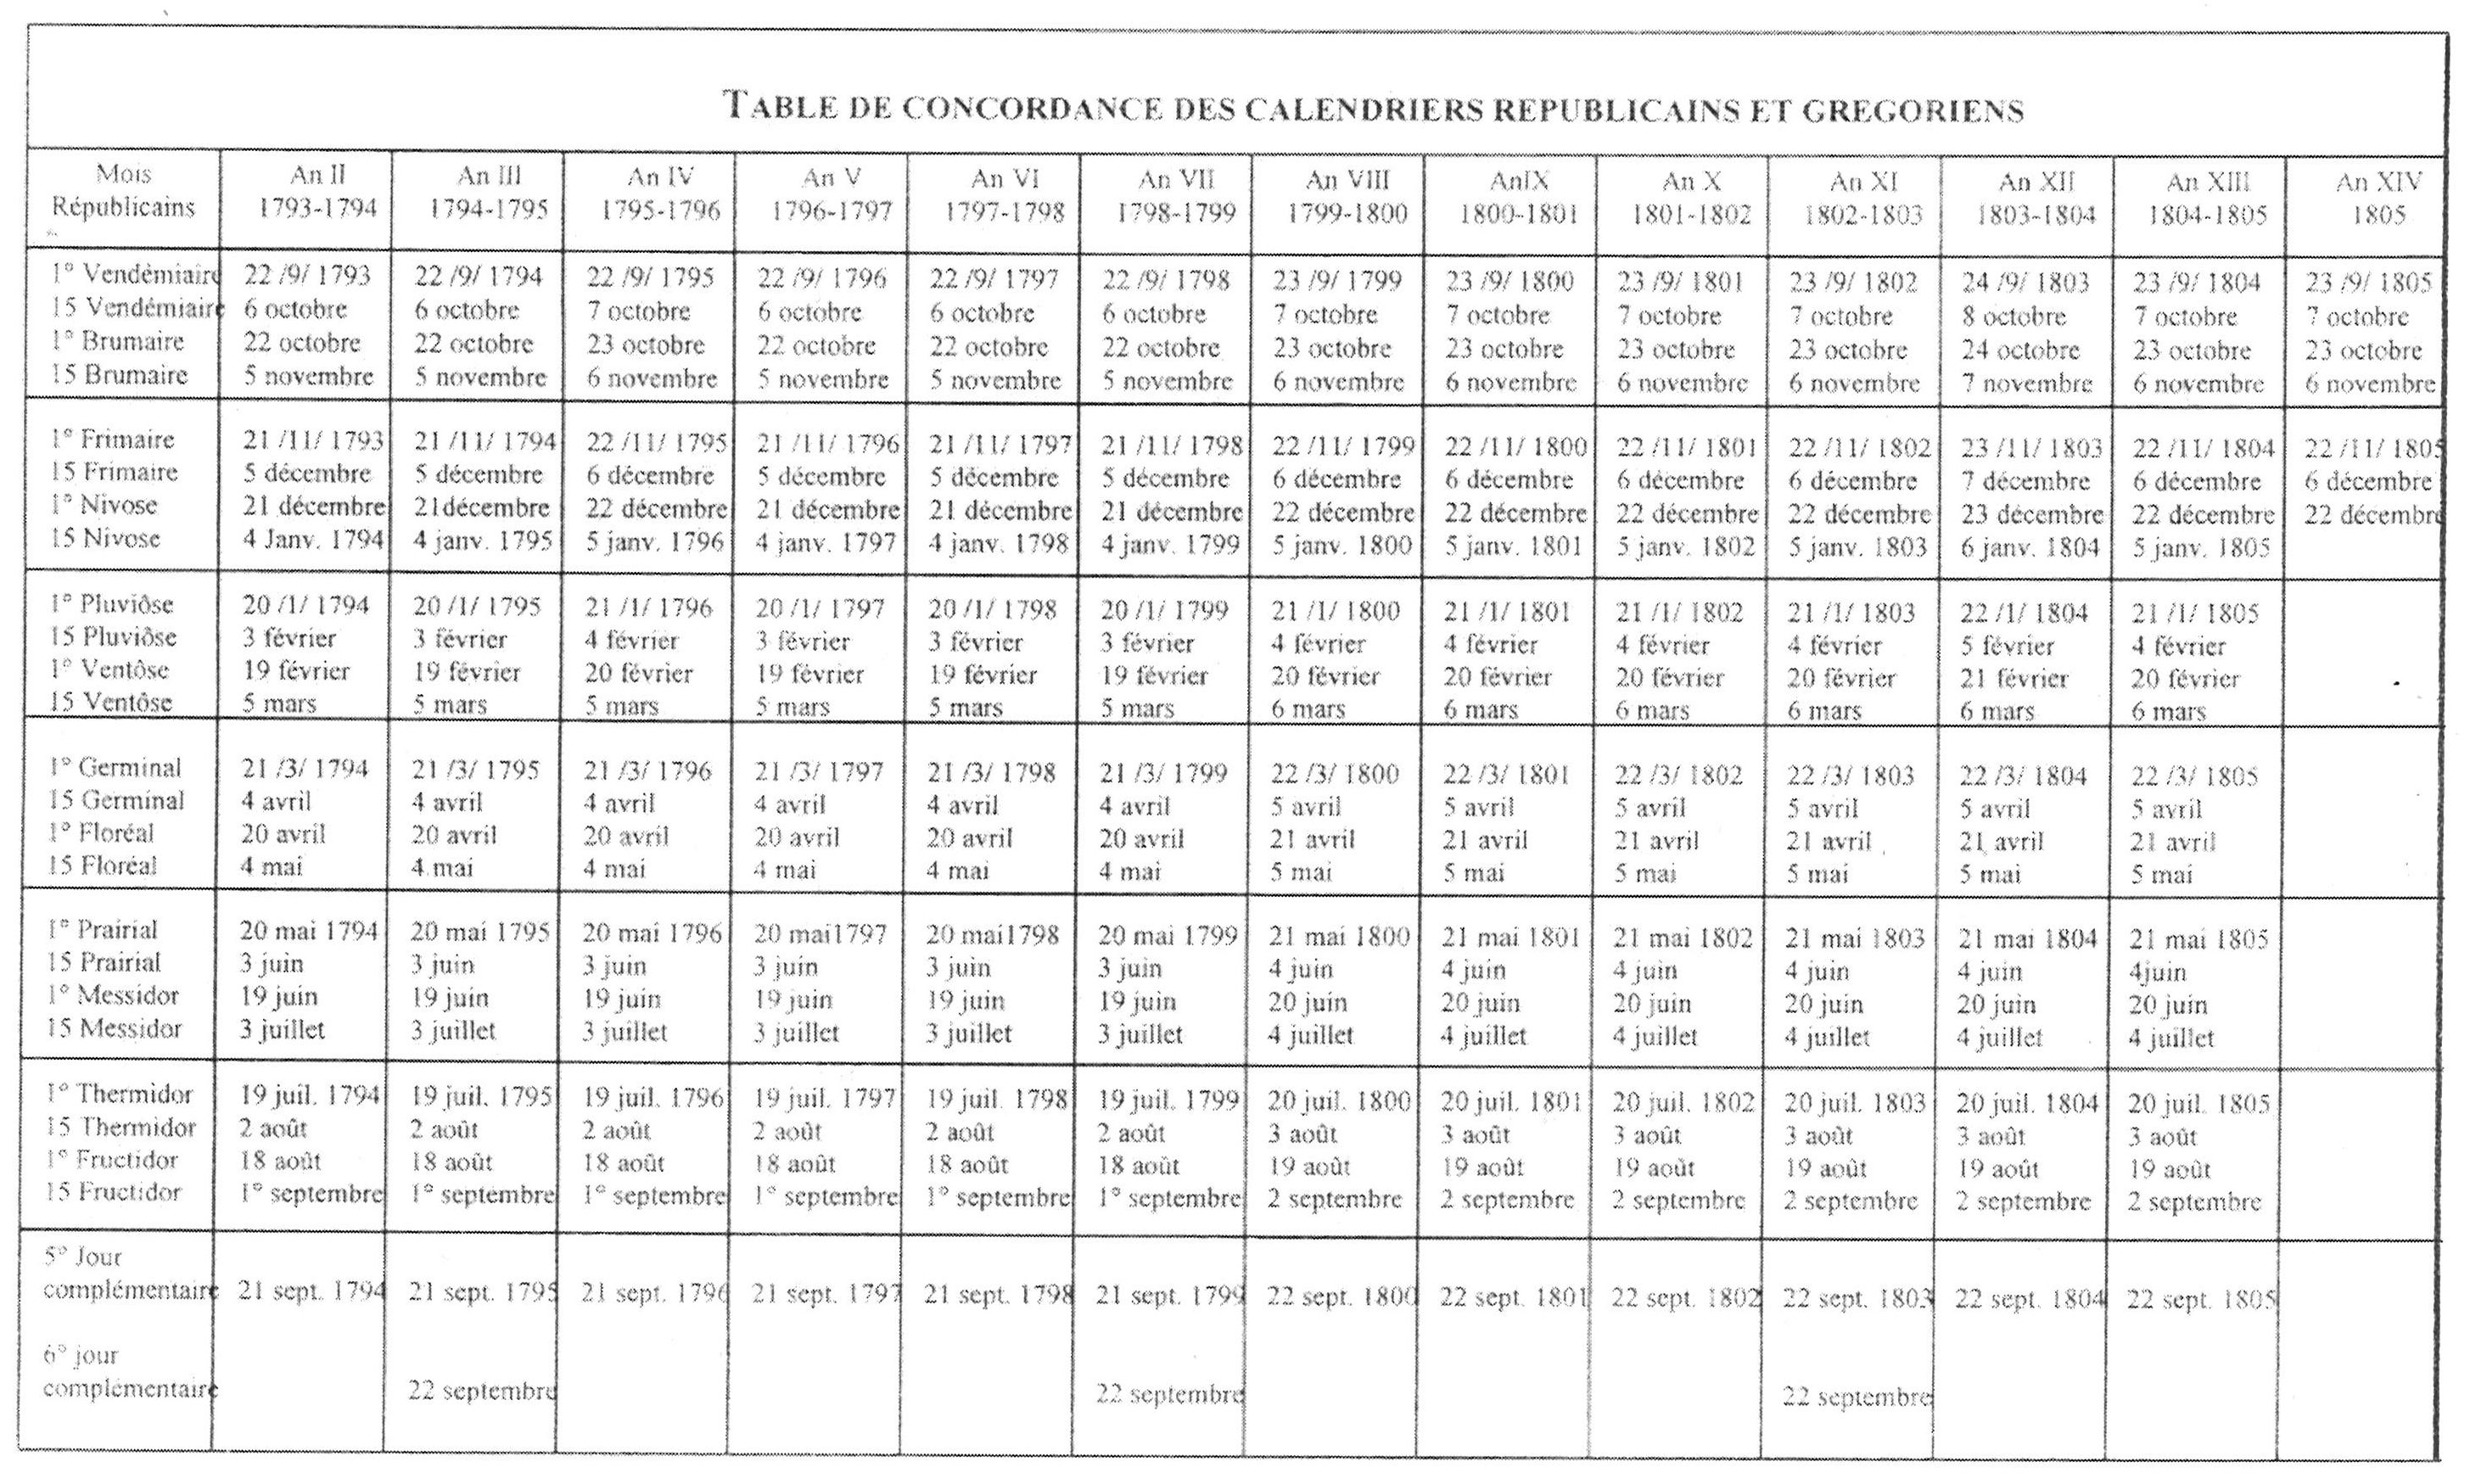 TABLE DE CONCORDANCE DES CALENDRIERS REPUBLICAINS ET GREGORIENS
Mois An II An III An IV An V An VI An VII An VIII AnIX An X An XI An XII An XIII An XIV
Républicains 1793-1794 1794-1795 1795-1796 1796-1797 1797-1798 1798-1799 1799-1800 1800-1801 1801-1802 1802-1803 1803-1804 1804-1805 1805
1° Vendémiaire 22 /9/ 1793 22 /9/ 1794 22 /9/ 1795 22 /9/ 1796 22 /9/ 1797 22 /9/ 1798 23 /9/ 1799 23 /9/ 1800 23 /9/ 1801 23 /9/ 1802 24 /9/ 1803 23 /9/ 1804 23 /9/ 1805
15 Vendémiaire 6 octobre 6 octobre 7 octobre 6 octobre 6 octobre 6 octobre 7 octobre 7 octobre 7 octobre 7 octobre 8 octobre 7 octobre 7 octobre
1° Brumaire 22 octobre 22 octobre 23 octobre 22 octobre 22 octobre 22 octobre 23 octobre 23 octobre 23 octobre 23 octobre 24 octobre 23 octobre 23 octobre
15 Brumaire 5 novembre 5 novembre 6 novembre 5 novembre 5 novembre 5 novembre 6 novembre 6 novembre 6 novembre 6 novembre 7 novembre 6 novembre 6 novembre
1° Frimaire 21 /11/ 1793 21 /11/ 1794 22 /11/ 1795 21 /11/ 1796 21 /11/ 1797 21 /11/ 1798 22 /11/ 1799 22 /11/ 1800 22 /11/ 1801 22 /11/ 1802 23 /11/ 1803 22 /11/ 1804 22 /11/ 1805
15 Frimaire 5 décembre 5 décembre 6 décembre 5 décembre 5 décembre 5 décembre 6 décembre 6 décembre 6 décembre 6 décembre 7 décembre 6 décembre 6 décembre
1° Nivose 21 décembre 21décembre 22 décembre 21 décembre 21 décembre 21 décembre 22 décembre 22 décembre 22 décembre 22 décembre 23 décembre 22 décembre 22 décembre
15 Nivose 4 Janv. 1794 4 janv. 1795 5 janv. 1796 4 janv. 1797 4 janv. 1798 4 janv. 1799 5 janv. 1800 5 janv. 1801 5 janv. 1802 5 janv. 1803 6 janv. 1804 5 janv. 1805
1° Pluviôse 20 /1/ 1794 20 /1/ 1795 21 /1/ 1796 20 /1/ 1797 20 /1/ 1798 20 /1/ 1799 21 /1/ 1800 21 /1/ 1801 21 /1/ 1802 21 /1/ 1803 22 /1/ 1804 21 /1/ 1805
15 Pluviôse 3 février 3 février 4 février 3 février 3 février 3 février 4 février 4 février 4 février 4 février 5 février 4 février
1° Ventôse 19 février 19 février 20 février 19 février 19 février 19 février 20 février 20 février 20 février 20 février 21 février 20 février
15 Ventôse 5 mars 5 mars 5 mars 5 mars 5 mars 5 mars 6 mars 6 mars 6 mars 6 mars 6 mars 6 mars
1° Germinal 21 /3/ 1794 21 /3/ 1795 21 /3/ 1796 21 /3/ 1797 21 /3/ 1798 21 /3/ 1799 22 /3/ 1800 22 /3/ 1801 22 /3/ 1802 22 /3/ 1803 22 /3/ 1804 22 /3/ 1805
15 Germinal 4 avril 4 avril 4 avril 4 avril 4 avril 4 avril 5 avril 5 avril 5 avril 5 avril 5 avril 5 avril
1° Floréal 20 avril 20 avril 20 avril 20 avril 20 avril 20 avril 21 avril 21 avril 21 avril 21 avril 21 avril 21 avril
15 Floréal 4 mai 4 mai 4 mai 4 mai 4 mai 4 mai 5 mai 5 mai 5 mai 5 mai 5 mai 5 mai
1° Prairial 20 mai 1794 20 mai 1795 20 mai 1796 20 mai1797 20 mai1798 20 mai 1799 21 mai 1800 21 mai 1801 21 mai 1802 21 mai 1803 21 mai 1804 21 mai 1805
15 Prairial 3 juin 3 juin 3 juin 3 juin 3 juin 3 juin 4 juin 4 juin 4 juin 4 juin 4 juin 4juin
1° Messidor 19 juin 19 juin 19 juin 19 juin 19 juin 19 juin 20 juin 20 juin 20 juin 20 juin 20 juin 20 juin
15 Messidor 3 juillet 3 juillet 3 juillet 3 juillet 3 juillet 3 juillet 4 juillet 4 juillet 4 juillet 4 juillet 4 juillet 4 juillet
1° Thermidor 19 juil. 1794 19 juil. 1795 19 juil. 1796 19 juil. 1797 19 juil. 1798 19 juil. 1799 20 juil. 1800 20 juil. 1801 20 juil. 1802 20 juil. 1803 20 juil. 1804 20 juil. 1805
15 Thermidor 2 août 2 août 2 août 2 août 2 août 2 août 3 août 3 août 3 août 3 août 3 août 3 août
1° Fructidor 18 août 18 août 18 août 18 août 18 août 18 août 19 août 19 août 19 août 19 août 19 août 19 août
15 Fructidor 1° septembre 1° septembre 1° septembre 1° septembre 1° septembre 1° septembre 2 septembre 2 septembre 2 septembre 2 septembre 2 septembre 2 septembre
5° Jour
complémentaire 21 sept. 1794 21 sept. 1795 21 sept. 1796 21 sept. 1797 21 sept. 1798 21 sept. 1799 22 sept. 1800 22 sept. 1801 22 sept. 1802 22 sept. 1803 22 sept. 1804 22 sept. 1805
6° jour
complémentaire 22 septembre 22 septembre 22 septembre